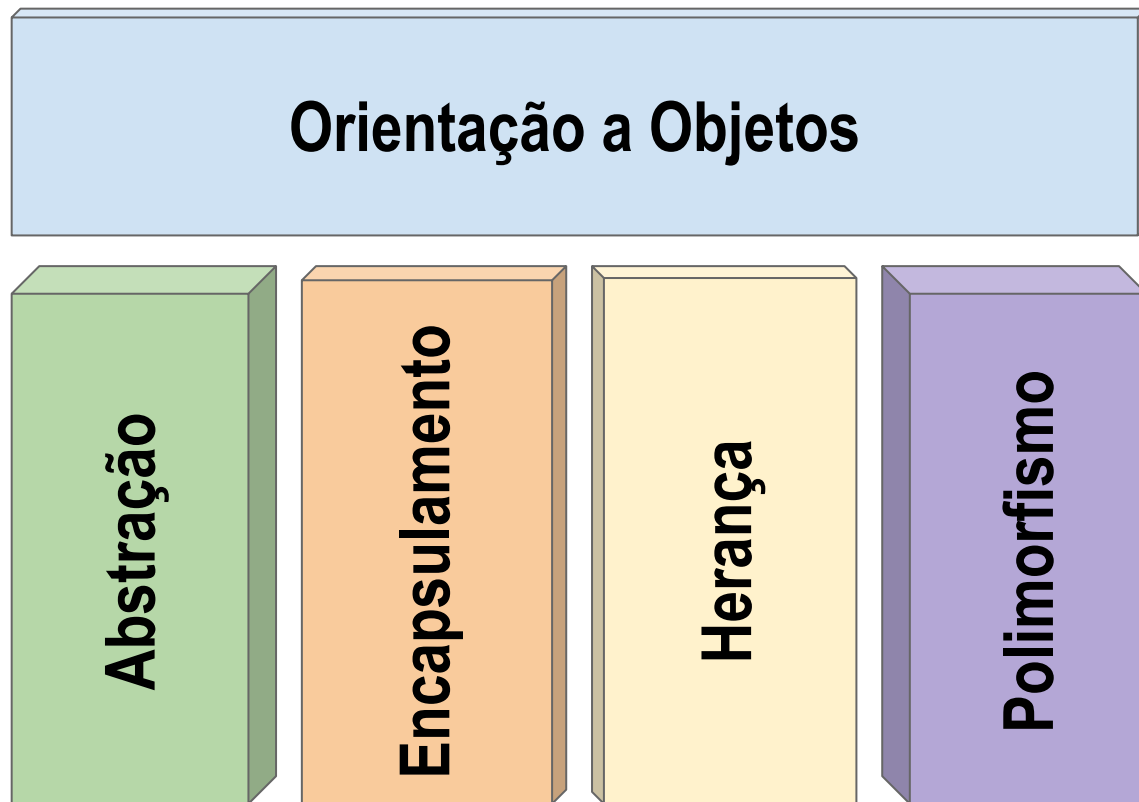 Orientação a Objetos
Abstração
Encapsulamento
Herança
Polimorfismo